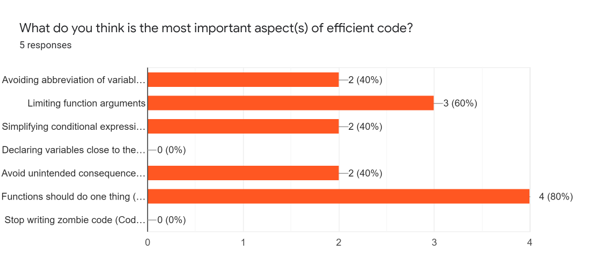 What do you think is the most important aspect(s) of efficient code?
5 responses
Avoiding abbreviation of variabl…
2 (40%)
Limiting function arguments
3 (60%)
Simplifying conditional expressi…
2 (40%)
Declaring variables close to the…
0 (0%)
Avoid unintended consequence…
2 (40%)
Functions should do one thing (…
4 (80%)
Stop writing zombie code (Cod…
0 (0%)
0 1 2 3 4